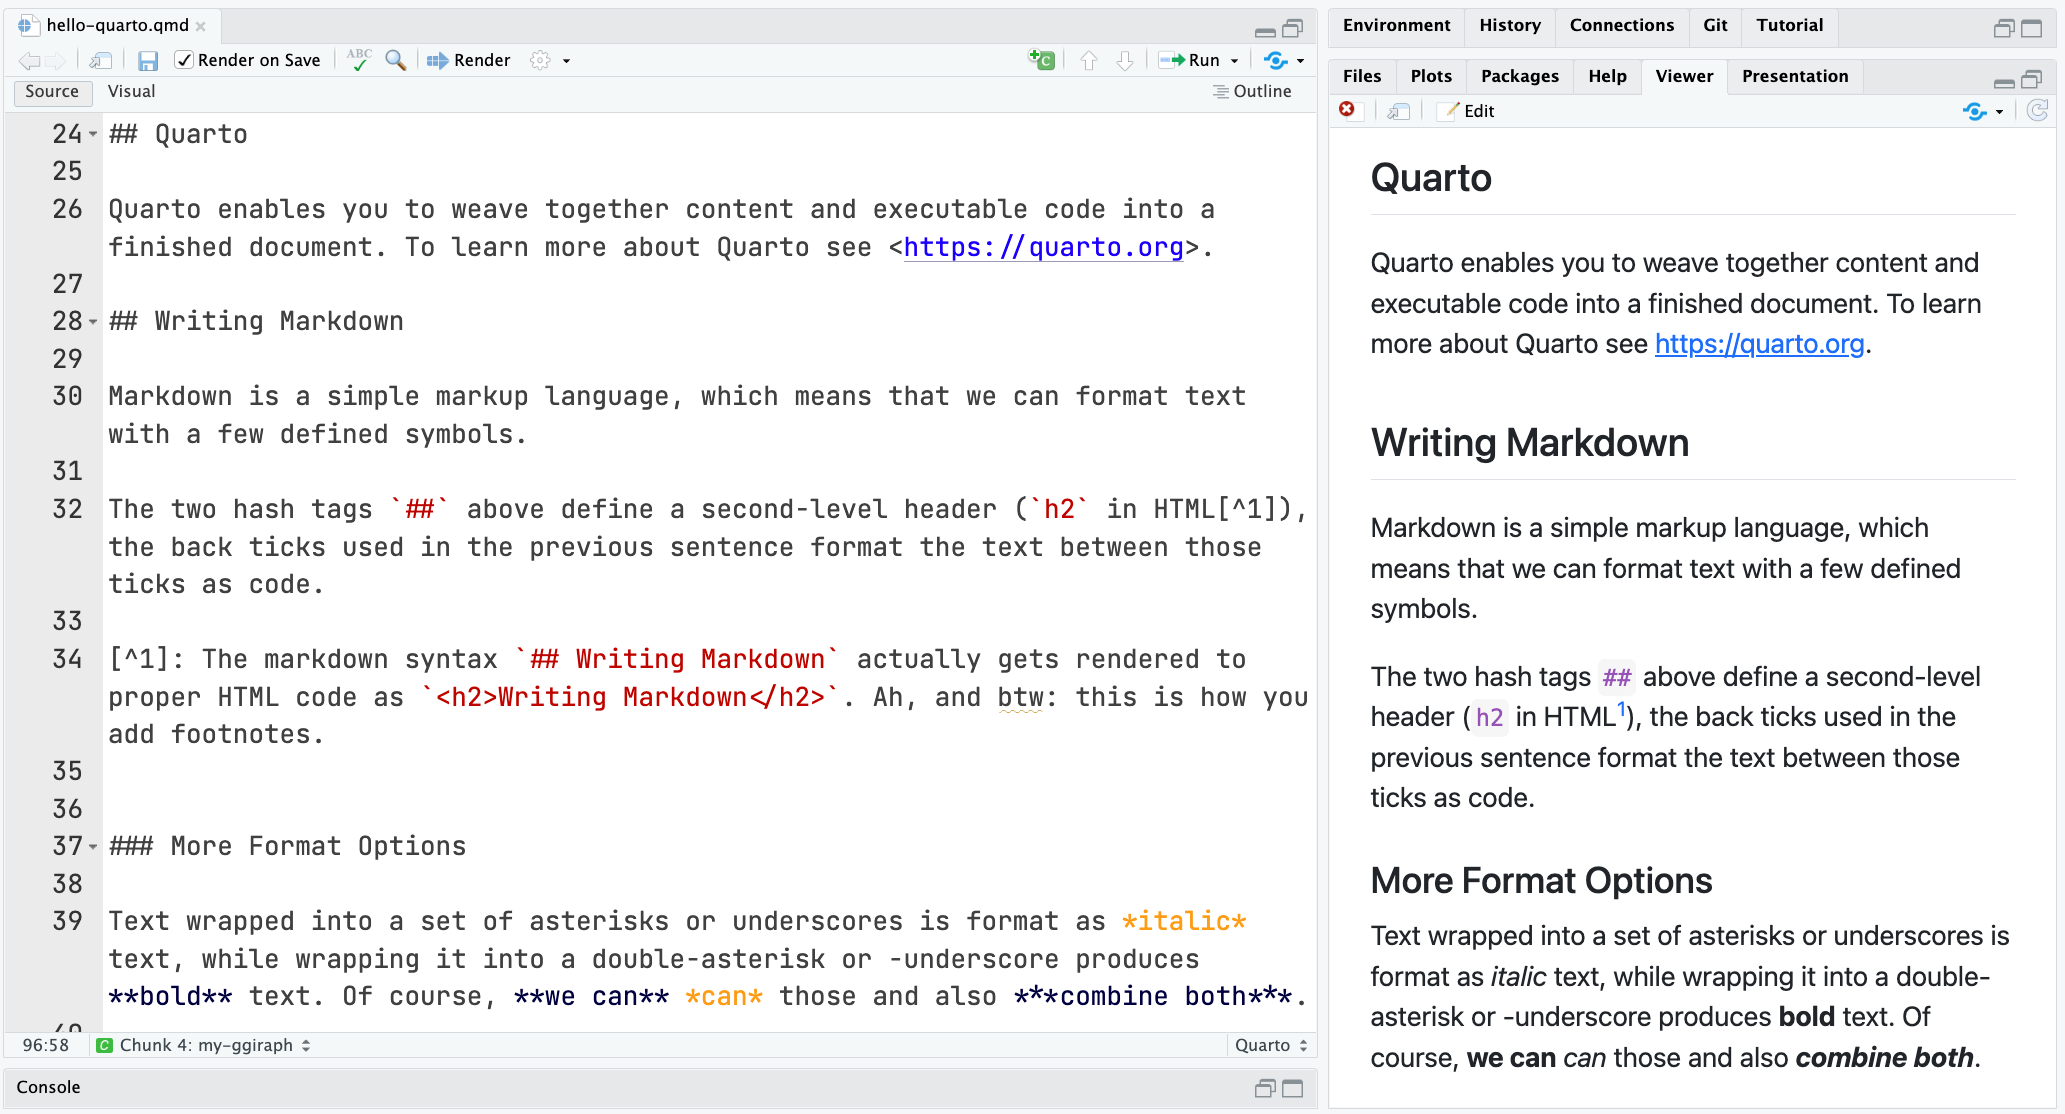 hello-quarto.qmd
Render on Save
ABC
Render
Run
Source
Visual
Outline
24 ## Quarto
25
26 Quarto enables you to weave together content and executable code into a
finished document. To learn more about Quarto see <https://quarto.org>.
27
28 ## Writing Markdown
29
30 Markdown is a simple markup language, which means that we can format text
with a few defined symbols.
31
32 The two hash tags `##` above define a second-level header (`h2` in HTML[^1]),
the back ticks used in the previous sentence format the text between those
ticks as code.
33
34 [^1]: The markdown syntax `## Writing Markdown` actually gets rendered to
proper HTML code as `<h2>Writing Markdown</h2>`. Ah, and btw: this is how you
add footnotes.
35
36
37 ### More Format Options
38
39 Text wrapped into a set of asterisks or underscores is format as *italic*
text, while wrapping it into a double-asterisk or -underscore produces
**bold** text. Of course, **we can** *can* those and also ***combine both***.
40
96:58
C Chunk 4: my-ggiraph
Quarto
Console
Environment
History
Connections
Git
Tutorial
Files
Plots
Packages
Help
Viewer
Presentation
Edit
Quarto
Quarto enables you to weave together content and
executable code into a finished document. To learn
more about Quarto see https://quarto.org.
Writing Markdown
Markdown is a simple markup language, which
means that we can format text with a few defined
symbols.
The two hash tags ## above define a second-level
header (h2 in HTML1), the back ticks used in the
previous sentence format the text between those
ticks as code.
More Format Options
Text wrapped into a set of asterisks or underscores is
format as italic text, while wrapping it into a double-
asterisk or -underscore produces bold text. Of
course, we can can those and also combine both.